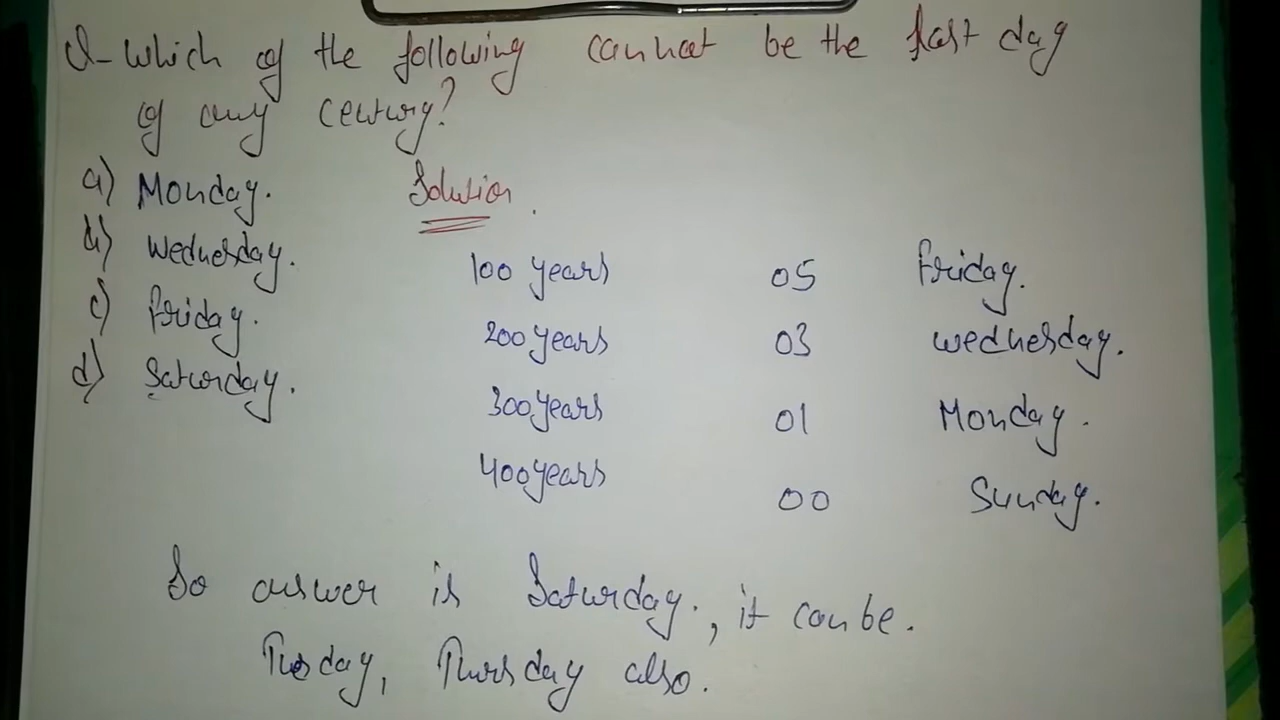 Q- Which of the following cannot be the last day
of any century?
a) Monday.
b) Wednesday.
c) Friday.
d) Saturday.
Solution.
100 years 05 Friday.
200 years 03 Wednesday.
300 years 01 Monday.
400 years 00 Sunday.
So answer is Saturday., it can be.
Tuesday, Thursday also.